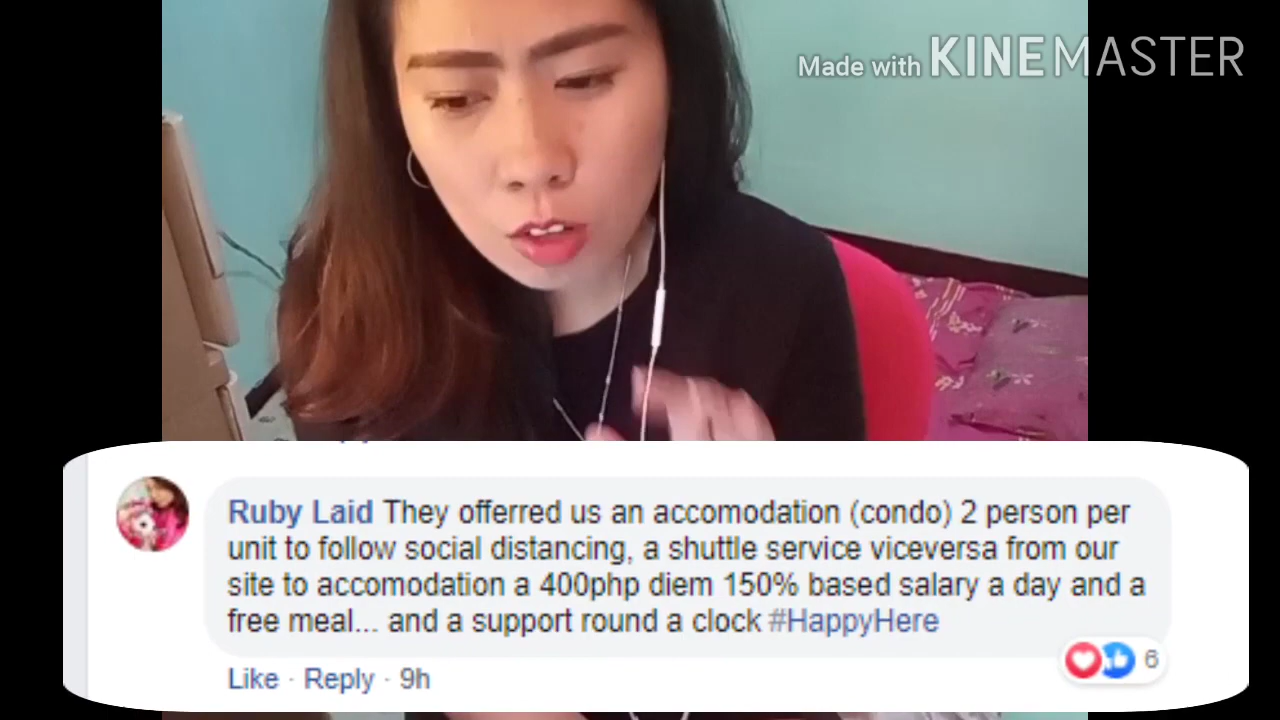 Made with KINEMASTER
Ruby Laid They offerred us an accomodation (condo) 2 person per
unit to follow social distancing, a shuttle service viceversa from our
site to accomodation a 400php diem 150% based salary a day and a
free meal... and a support round a clock #HappyHere
6
Like · Reply · 9h